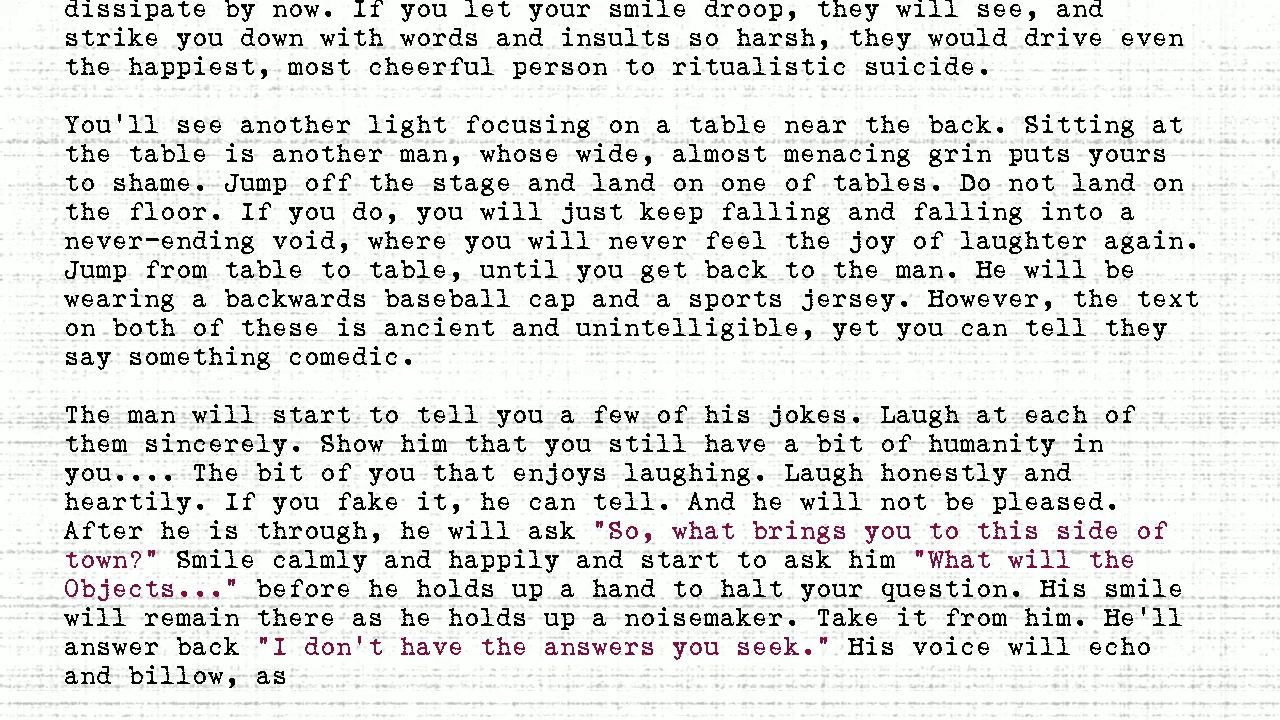 dissipate by now. If you let your smile droop, they will see, and
strike you down with words and insults so harsh, they would drive even
the happiest, most cheerful person to ritualistic suicide.
You'll see another light focusing on a table near the back. Sitting at
the table is another man, whose wide, almost menacing grin puts yours
to shame. Jump off the stage and land on one of tables. Do not land on
the floor. If you do, you will just keep falling and falling into a
never-ending void, where you will never feel the joy of laughter again.
Jump from table to table, until you get back to the man. He will be
wearing a backwards baseball cap and a sports jersey. However, the text
on both of these is ancient and unintelligible, yet you can tell they
say something comedic.
The man will start to tell you a few of his jokes. Laugh at each of
them sincerely. Show him that you still have a bit of humanity in
you.... The bit of you that enjoys laughing. Laugh honestly and
heartily. If you fake it, he can tell. And he will not be pleased.
After he is through, he will ask "So, what brings you to this side of
town?" Smile calmly and happily and start to ask him "What will the
Objects..." before he holds up a hand to halt your question. His smile
will remain there as he holds up a noisemaker. Take it from him. He'll
answer back "I don't have the answers you seek." His voice will echo
and billow, as